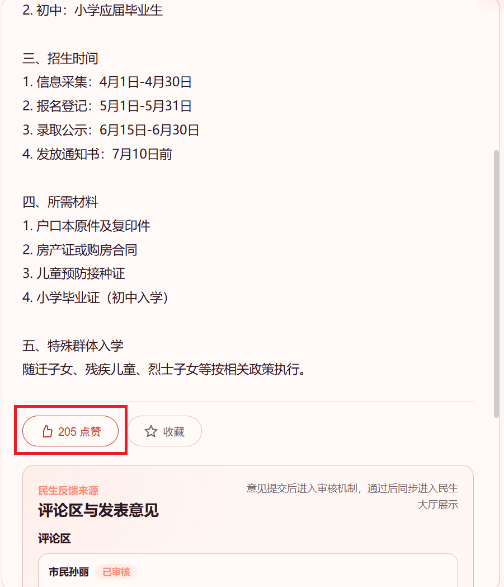 2. 初中：小学应届毕业生
三、招生时间
1. 信息采集：4月1日-4月30日
2. 报名登记：5月1日-5月31日
3. 录取公示：6月15日-6月30日
4. 发放通知书：7月10日前
四、所需材料
1. 户口本原件及复印件
2. 房产证或购房合同
3. 儿童预防接种证
4. 小学毕业证（初中入学）
五、特殊群体入学
随迁子女、残疾儿童、烈士子女等按相关政策执行。
205 点赞 收藏
民生反馈来源
评论区与发表意见
意见提交后进入审核机制，通过后同步进入民生
大厅展示
评论区
市民孙丽 已审核